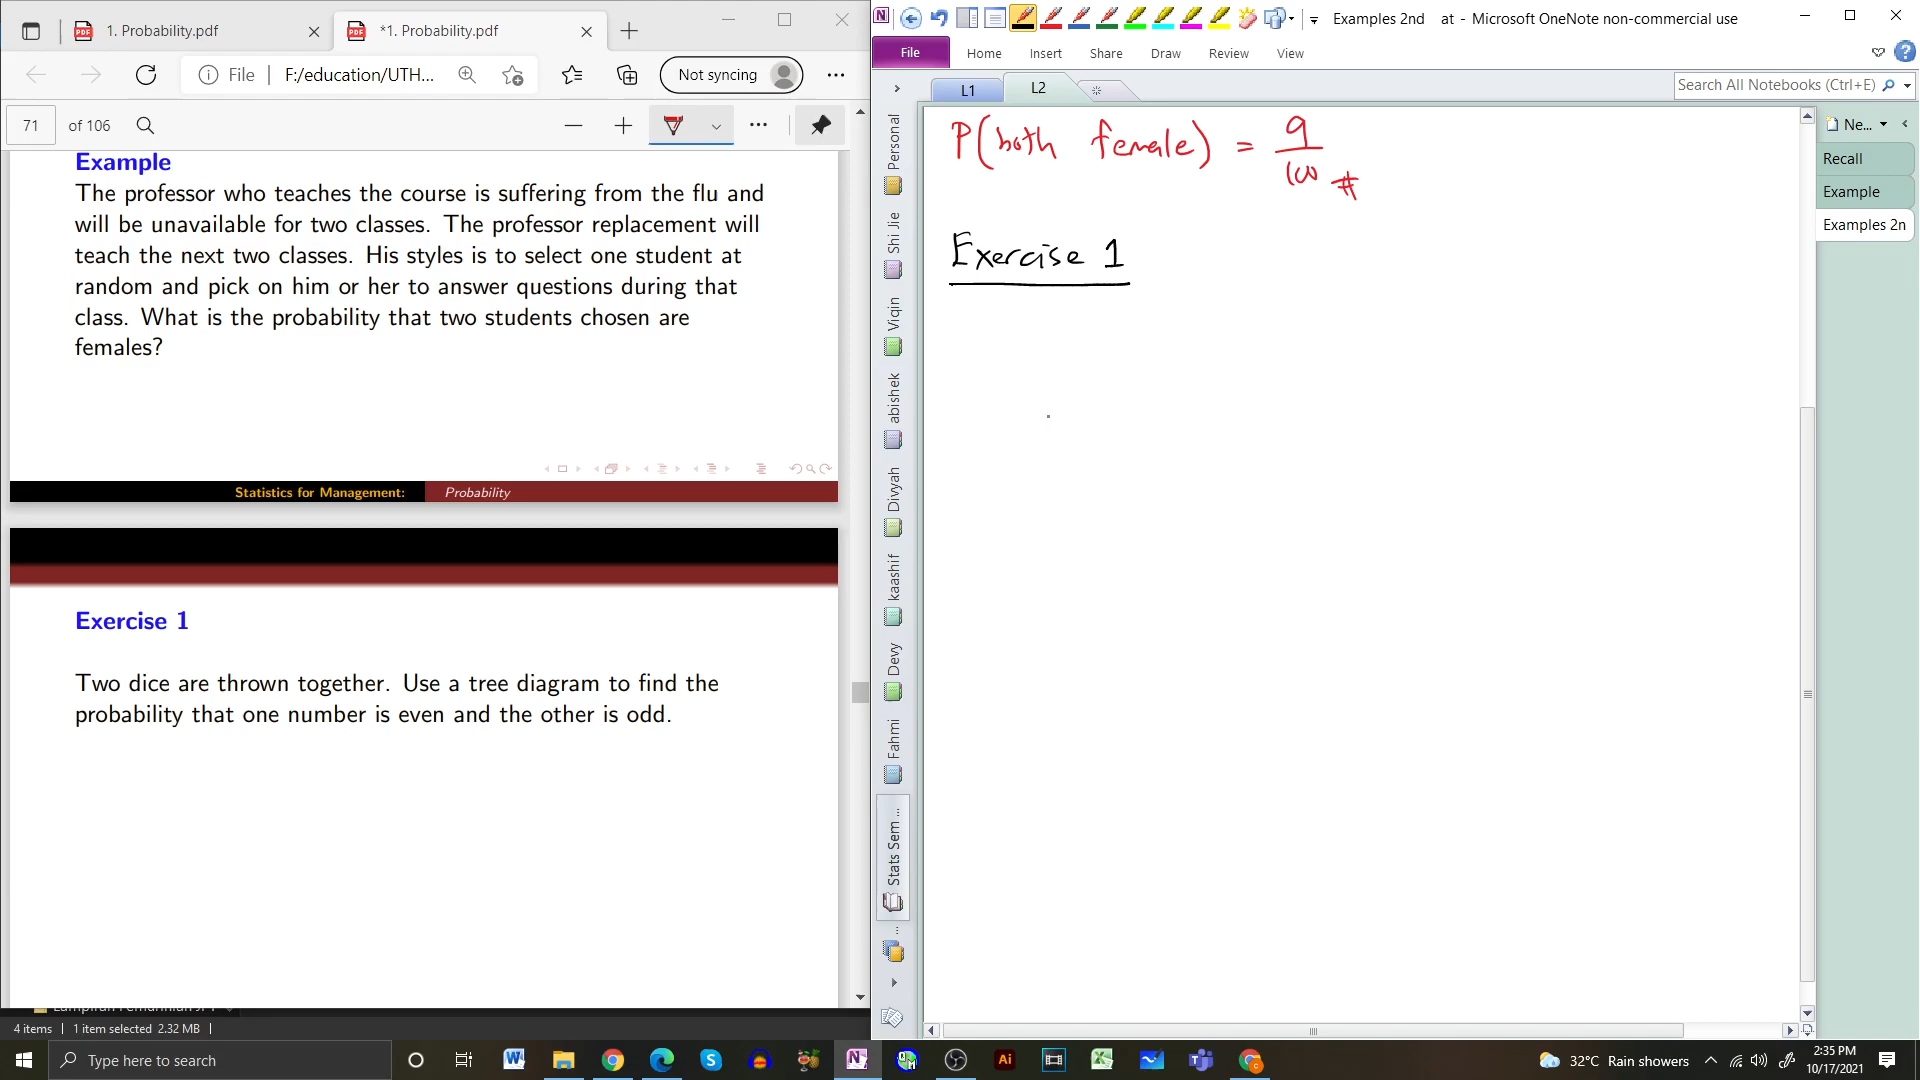 1. Probability.pdf
*1. Probability.pdf
File
F:/education/UTH...
Not syncing
71
of 106
Example
The professor who teaches the course is suffering from the flu and
will be unavailable for two classes. The professor replacement will
teach the next two classes. His styles is to select one student at
random and pick on him or her to answer questions during that
class. What is the probability that two students chosen are
females?
Statistics for Management:
Probability
Exercise 1
Two dice are thrown together. Use a tree diagram to find the
probability that one number is even and the other is odd.
4 items
1 item selected 2.32 MB
Examples 2nd at - Microsoft OneNote non-commercial use
File
Home
Insert
Share
Draw
Review
View
L1
L2
Search All Notebooks (Ctrl+E)
Personal
Shi Jie
Viqin
abishek
Divyah
kaashif
Devy
Fahmi
Stats Sem ...
P(both female) = 9/100 #
Exercise 1
Ne...
Recall
Example
Examples 2n
Type here to search
32°C Rain showers
2:35 PM
10/17/2021